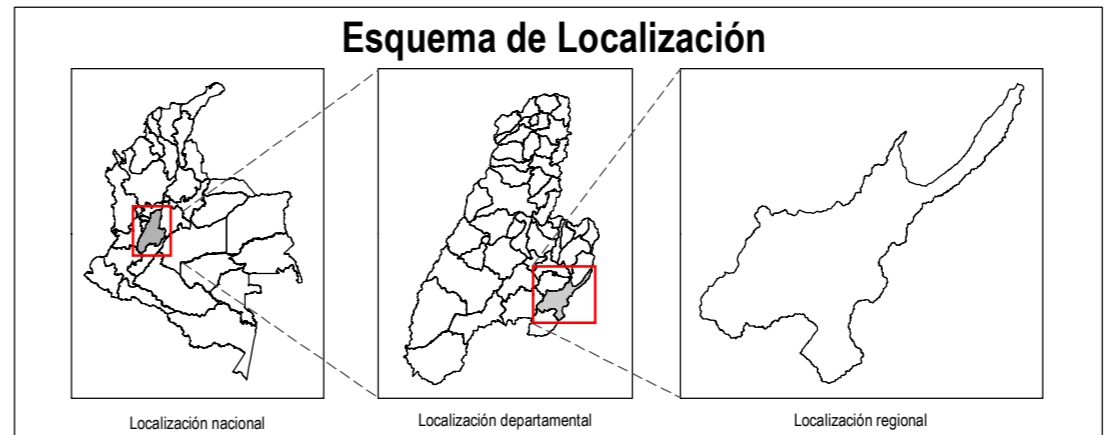 Esquema de Localización
Localización nacional
Localización departamental
Localización regional